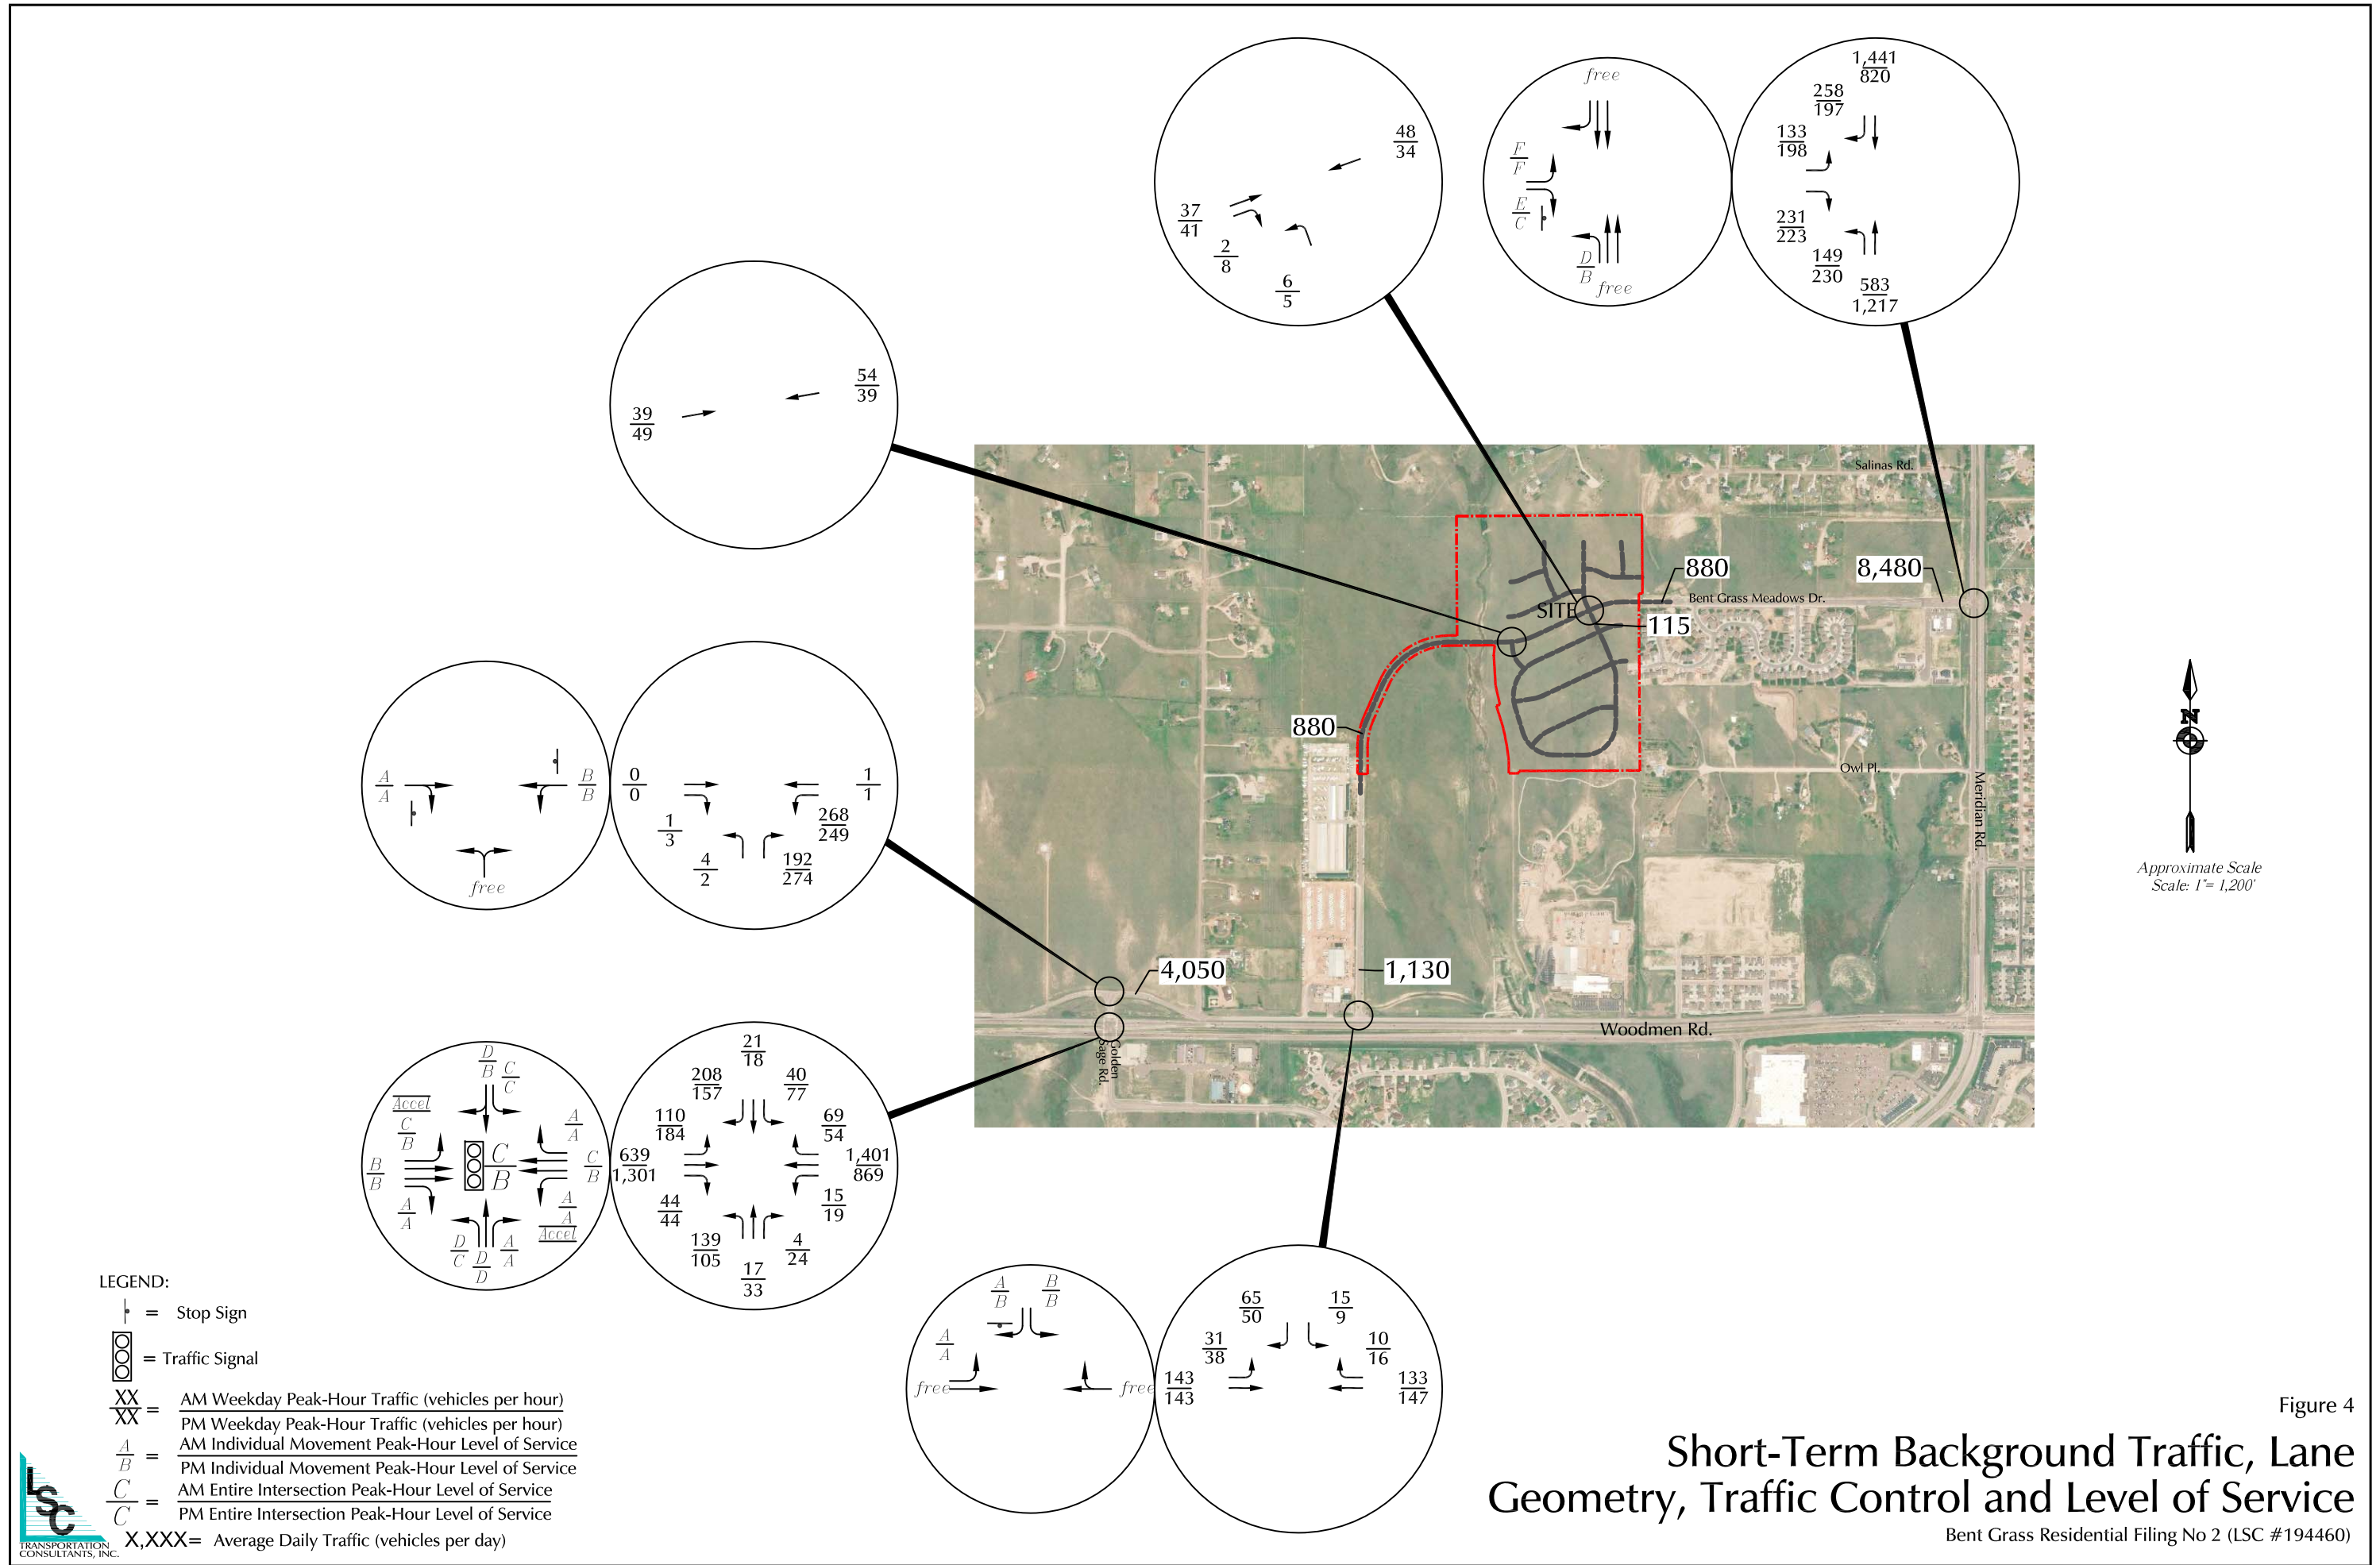 free
F
F
E
C
D
B
free
1,441
820
258
197
133
198
231
223
149
230
583
1,217
48
34
37
41
2
8
6
5
54
39
39
49
Salinas Rd.
880
8,480
Bent Grass Meadows Dr.
SITE
115
880
Owl Pl.
Meridian Rd.
N
Approximate Scale
Scale: 1"= 1,200'
4,050
1,130
Woodmen Rd.
Golden
Sage Rd.
A
A
B
B
free
0
0
1
1
1
3
268
249
4
2
192
274
D
B
C
C
Accel
C
B
A
A
B
B
C
B
C
B
A
A
A
A
Accel
D
C
D
D
A
A
21
18
208
157
40
77
110
184
69
54
639
1,301
1,401
869
44
44
15
19
139
105
4
24
17
33
A
B
B
B
A
A
free
free
65
50
15
9
31
38
10
16
143
143
133
147
LEGEND:
= Stop Sign
= Traffic Signal
XX
XX
= AM Weekday Peak-Hour Traffic (vehicles per hour)
PM Weekday Peak-Hour Traffic (vehicles per hour)
A
B
= AM Individual Movement Peak-Hour Level of Service
PM Individual Movement Peak-Hour Level of Service
C
C
= AM Entire Intersection Peak-Hour Level of Service
PM Entire Intersection Peak-Hour Level of Service
X,XXX= Average Daily Traffic (vehicles per day)
LSC
TRANSPORTATION
CONSULTANTS, INC.
Figure 4
Short-Term Background Traffic, Lane
Geometry, Traffic Control and Level of Service
Bent Grass Residential Filing No 2 (LSC #194460)